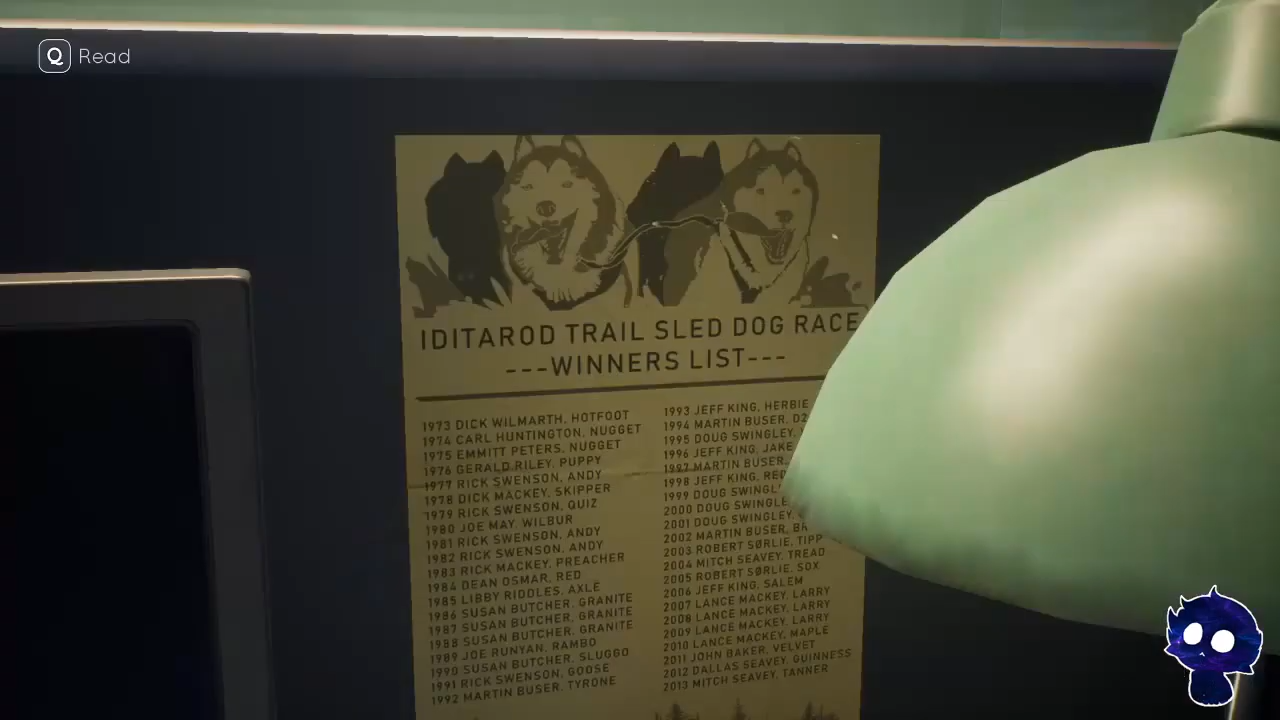 Q Read
IDITAROD TRAIL SLED DOG RACE
---WINNERS LIST---
1973 DICK WILMARTH, HOTFOOT
1974 CARL HUNTINGTON, NUGGET
1975 EMMITT PETERS, NUGGET
1976 GERALD RILEY, PUPPY
1977 RICK SWENSON, ANDY
1978 DICK MACKEY, SKIPPER
1979 RICK SWENSON, QUIZ
1980 JOE MAY, WILBUR
1981 RICK SWENSON, ANDY
1982 RICK SWENSON, ANDY
1983 RICK MACKEY, PREACHER
1984 DEAN OSMAR, RED
1985 LIBBY RIDDLES, AXLE
1986 SUSAN BUTCHER, GRANITE
1987 SUSAN BUTCHER, GRANITE
1988 SUSAN BUTCHER, GRANITE
1989 JOE RUNYAN, RAMBO
1990 SUSAN BUTCHER, SLUGGO
1991 RICK SWENSON, GOOSE
1992 MARTIN BUSER, TYRONE
1993 JEFF KING, HERBIE
1994 MARTIN BUSER, D2
1995 DOUG SWINGLEY,
1996 JEFF KING, JAKE
1997 MARTIN BUSER,
1998 JEFF KING, RED
1999 DOUG SWINGL
2000 DOUG SWINGLE
2001 DOUG SWINGLEY,
2002 MARTIN BUSER, BR
2003 ROBERT SØRLIE, TIPP
2004 MITCH SEAVEY, TREAD
2005 ROBERT SØRLIE, SOX
2006 JEFF KING, SALEM
2007 LANCE MACKEY, LARRY
2008 LANCE MACKEY, LARRY
2009 LANCE MACKEY, LARRY
2010 LANCE MACKEY, MAPLE
2011 JOHN BAKER, VELVET
2012 DALLAS SEAVEY, GUINNESS
2013 MITCH SEAVEY, TANNER